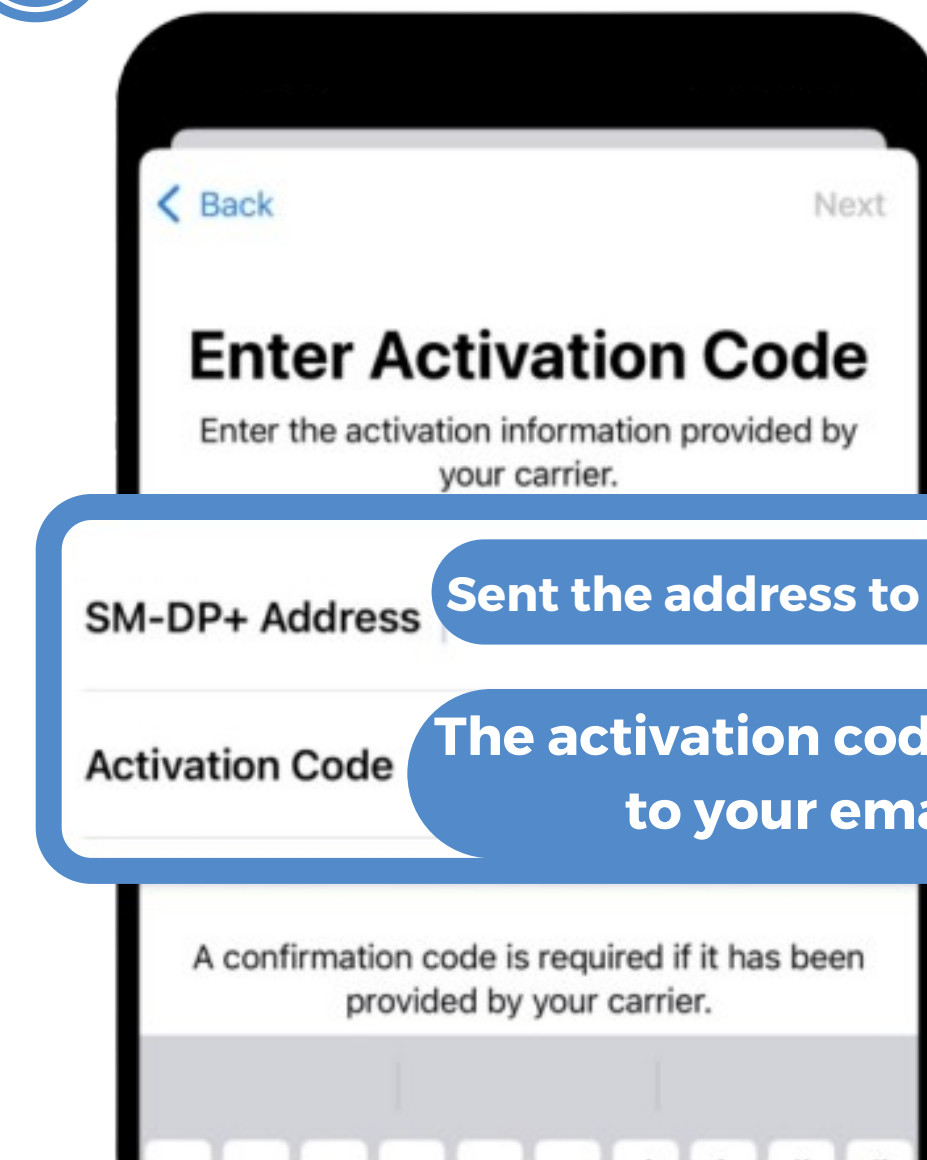 Back
Next
Enter Activation Code
Enter the activation information provided by
your carrier.
SM-DP+ Address
Sent the address to
Activation Code
The activation
to your
A confirmation code is required if it has been
provided by your carrier.